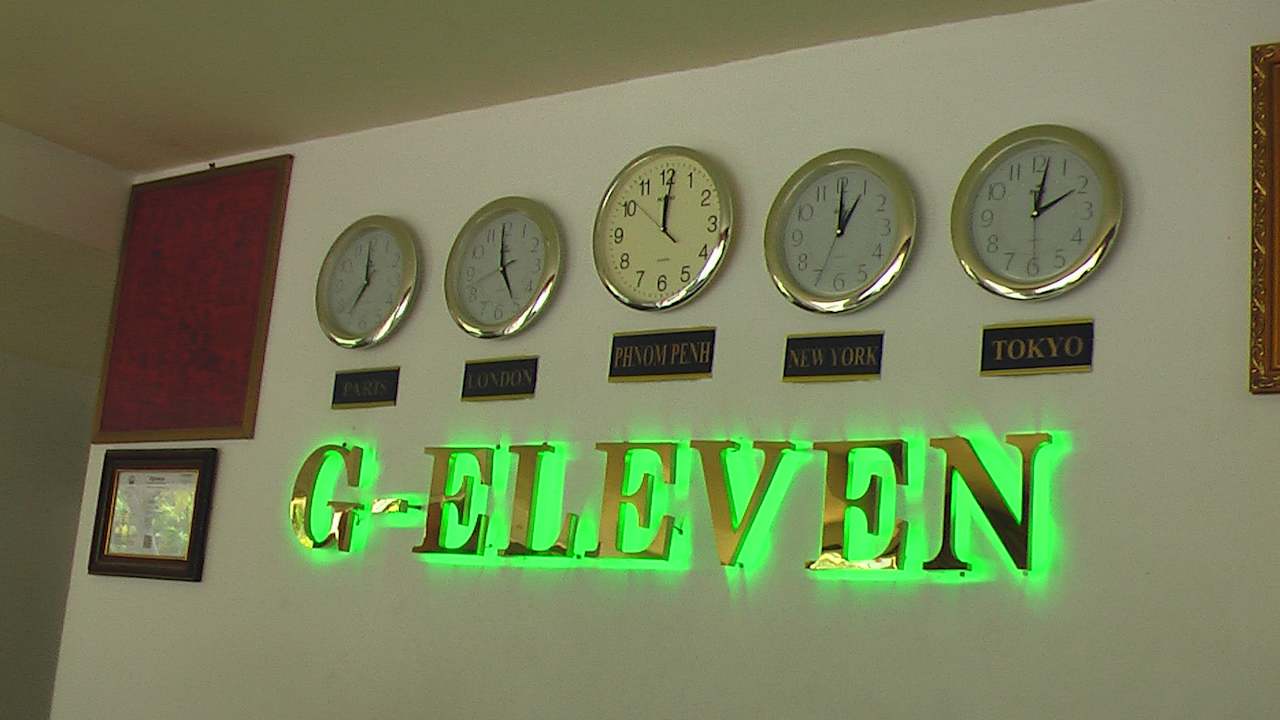 PARIS
LONDON
PHNOM PENH
NEW YORK
TOKYO
G-ELEVEN